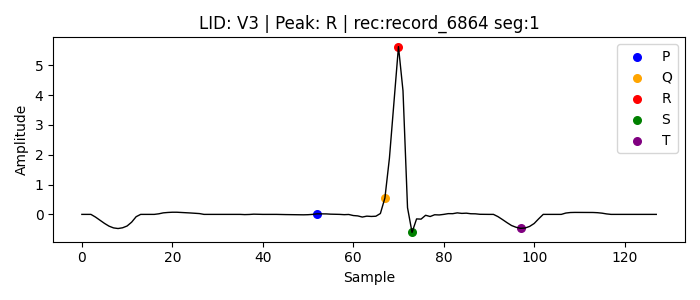 LID: V3 | Peak: R | rec:record_6864 seg:1
Amplitude
5
4
3
2
1
0
P
Q
R
S
T
0 20 40 60 80 100 120
Sample